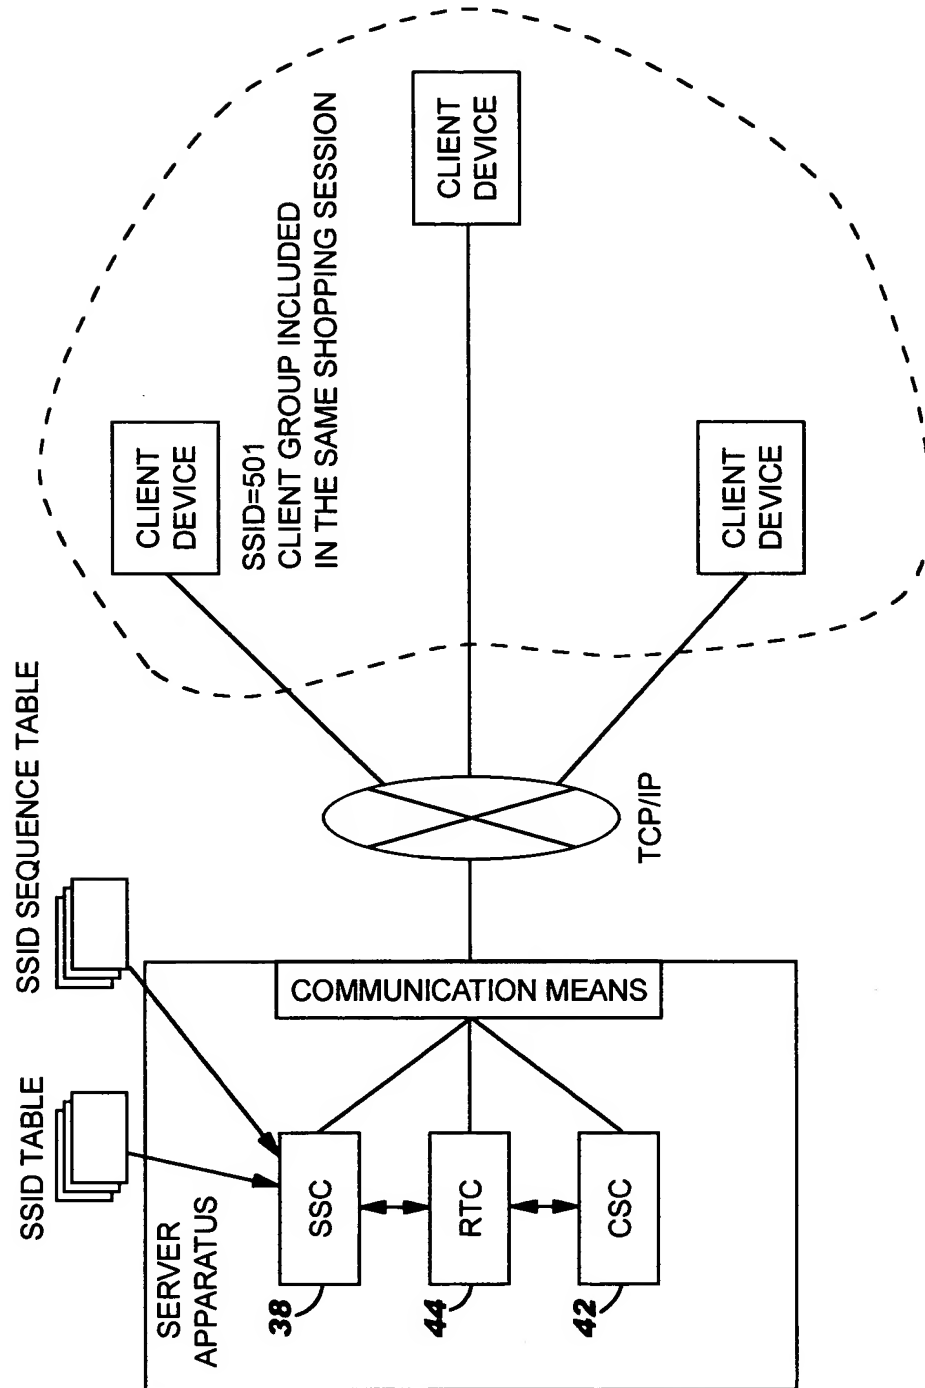 SSID TABLE
SSID SEQUENCE TABLE
SERVER
APPARATUS
38
SSC
44
RTC
42
CSC
COMMUNICATION MEANS
TCP/IP
CLIENT
DEVICE
SSID=501
CLIENT GROUP INCLUDED
IN THE SAME SHOPPING SESSION
CLIENT
DEVICE
CLIENT
DEVICE